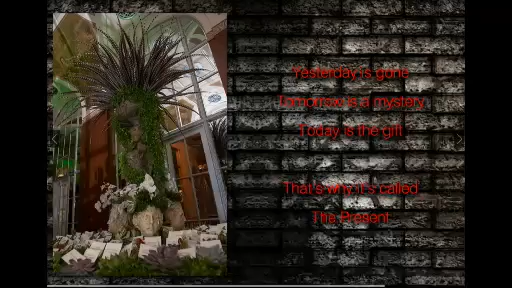 Yesterday is gone
Tomorrow is a mystery
Today is the gift
That's why it's called
The Present